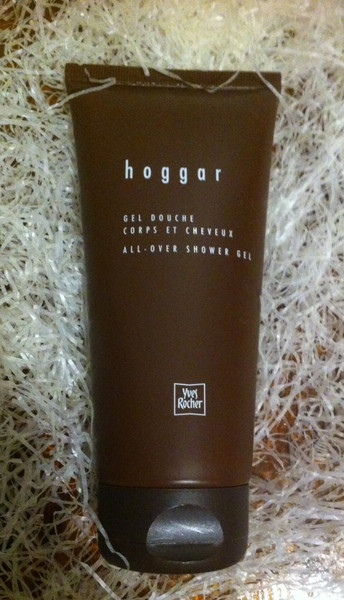 hoggar
GEL DOUCHE
CORPS ET CHEVEUX
ALL-OVER SHOWER GEL
Yves
Rocher